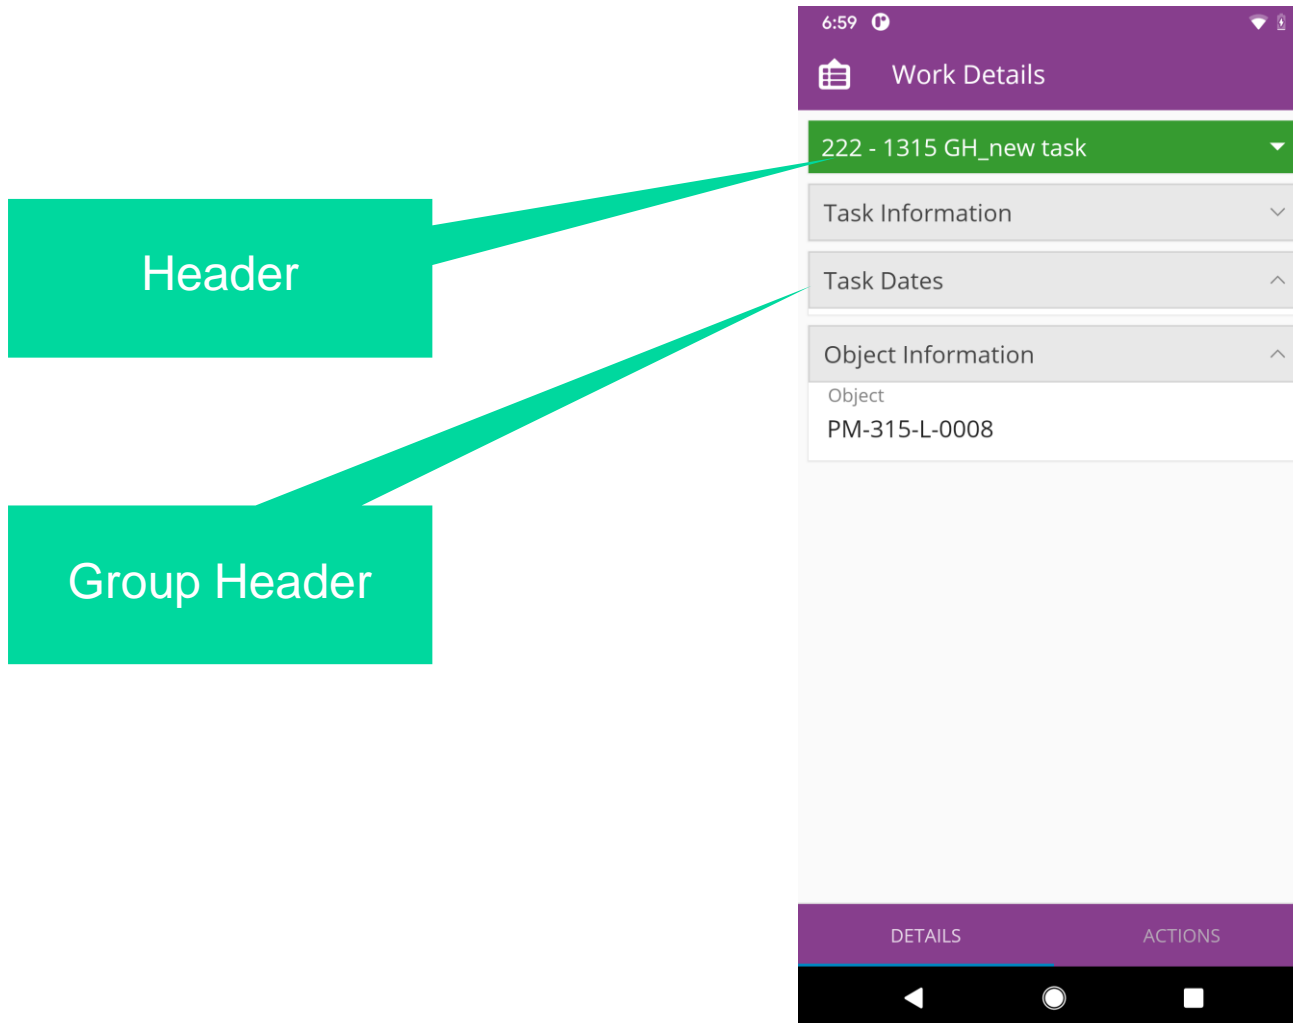 Header
Group Header
6:59
Work Details
222 - 1315 GH_new task
Task Information
Task Dates
Object Information
Object
PM-315-L-0008
DETAILS
ACTIONS